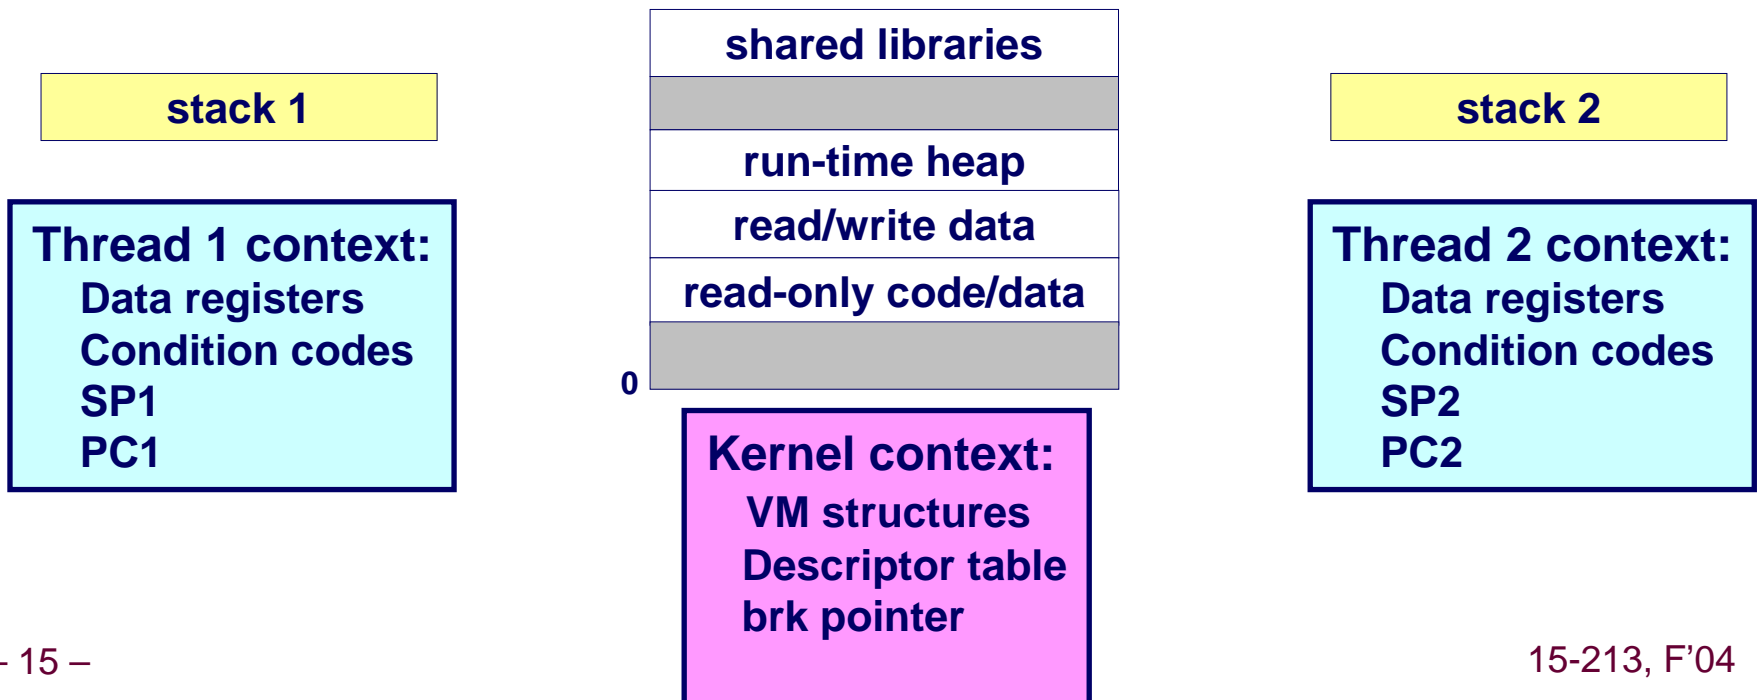 shared libraries
stack 1
run-time heap
read/write data
read-only code/data
0
stack 2
Thread 1 context:
Data registers
Condition codes
SP1
PC1
Kernel context:
VM structures
Descriptor table
brk pointer
Thread 2 context:
Data registers
Condition codes
SP2
PC2
– 15 –
15-213, F’04